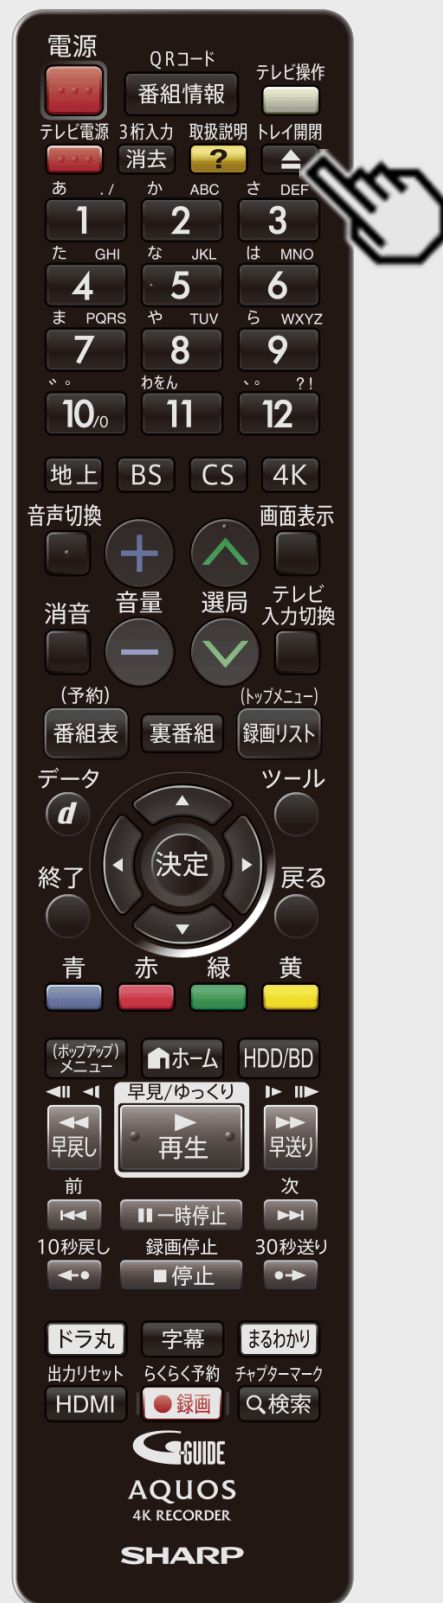 電源
QRコード
番組情報
テレビ操作
テレビ電源 3桁入力 取扱説明 トレイ開閉
消去 ?
あ ./ か ABC さ DEF
1 2 3
た GHI な JKL は MNO
4 5 6
ま PQRS や TUV ら WXYZ
7 8 9
゛゜ わをん 、。 ?!
10/0 11 12
地上 BS CS 4K
音声切換 画面表示
消音 音量 選局 テレビ
入力切換
(予約) (トップメニュー)
番組表 裏番組 録画リスト
データ ツール
d
決定
終了 戻る
青 赤 緑 黄
(ポップアップ)
メニュー ホーム HDD/BD
早見/ゆっくり
早戻し 再生 早送り
前 次
一時停止
10秒戻し 録画停止 30秒送り
停止
ドラ丸 字幕 まるわかり
出力リセット らくらく予約 チャプターマーク
HDMI 録画 検索
G-GUIDE
AQUOS
4K RECORDER
SHARP